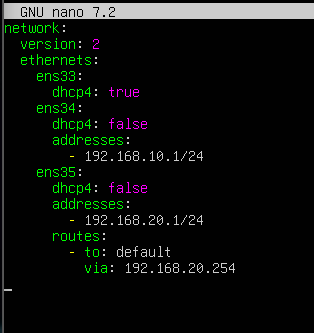 GNU nano 7.2
network:
  version: 2
  ethernets:
    ens33:
      dhcp4: true
    ens34:
      dhcp4: false
      addresses:
        - 192.168.10.1/24
    ens35:
      dhcp4: false
      addresses:
        - 192.168.20.1/24
      routes:
        - to: default
          via: 192.168.20.254